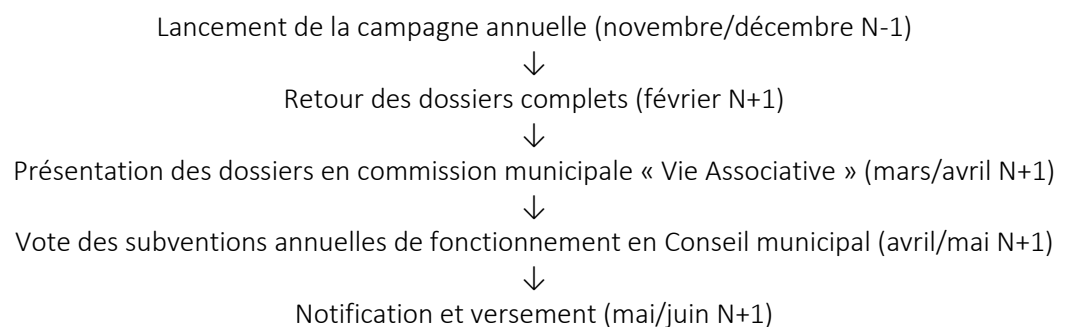 Lancement de la campagne annuelle (novembre/décembre N-1)
↓
Retour des dossiers complets (février N+1)
↓
Présentation des dossiers en commission municipale « Vie Associative » (mars/avril N+1)
↓
Vote des subventions annuelles de fonctionnement en Conseil municipal (avril/mai N+1)
↓
Notification et versement (mai/juin N+1)